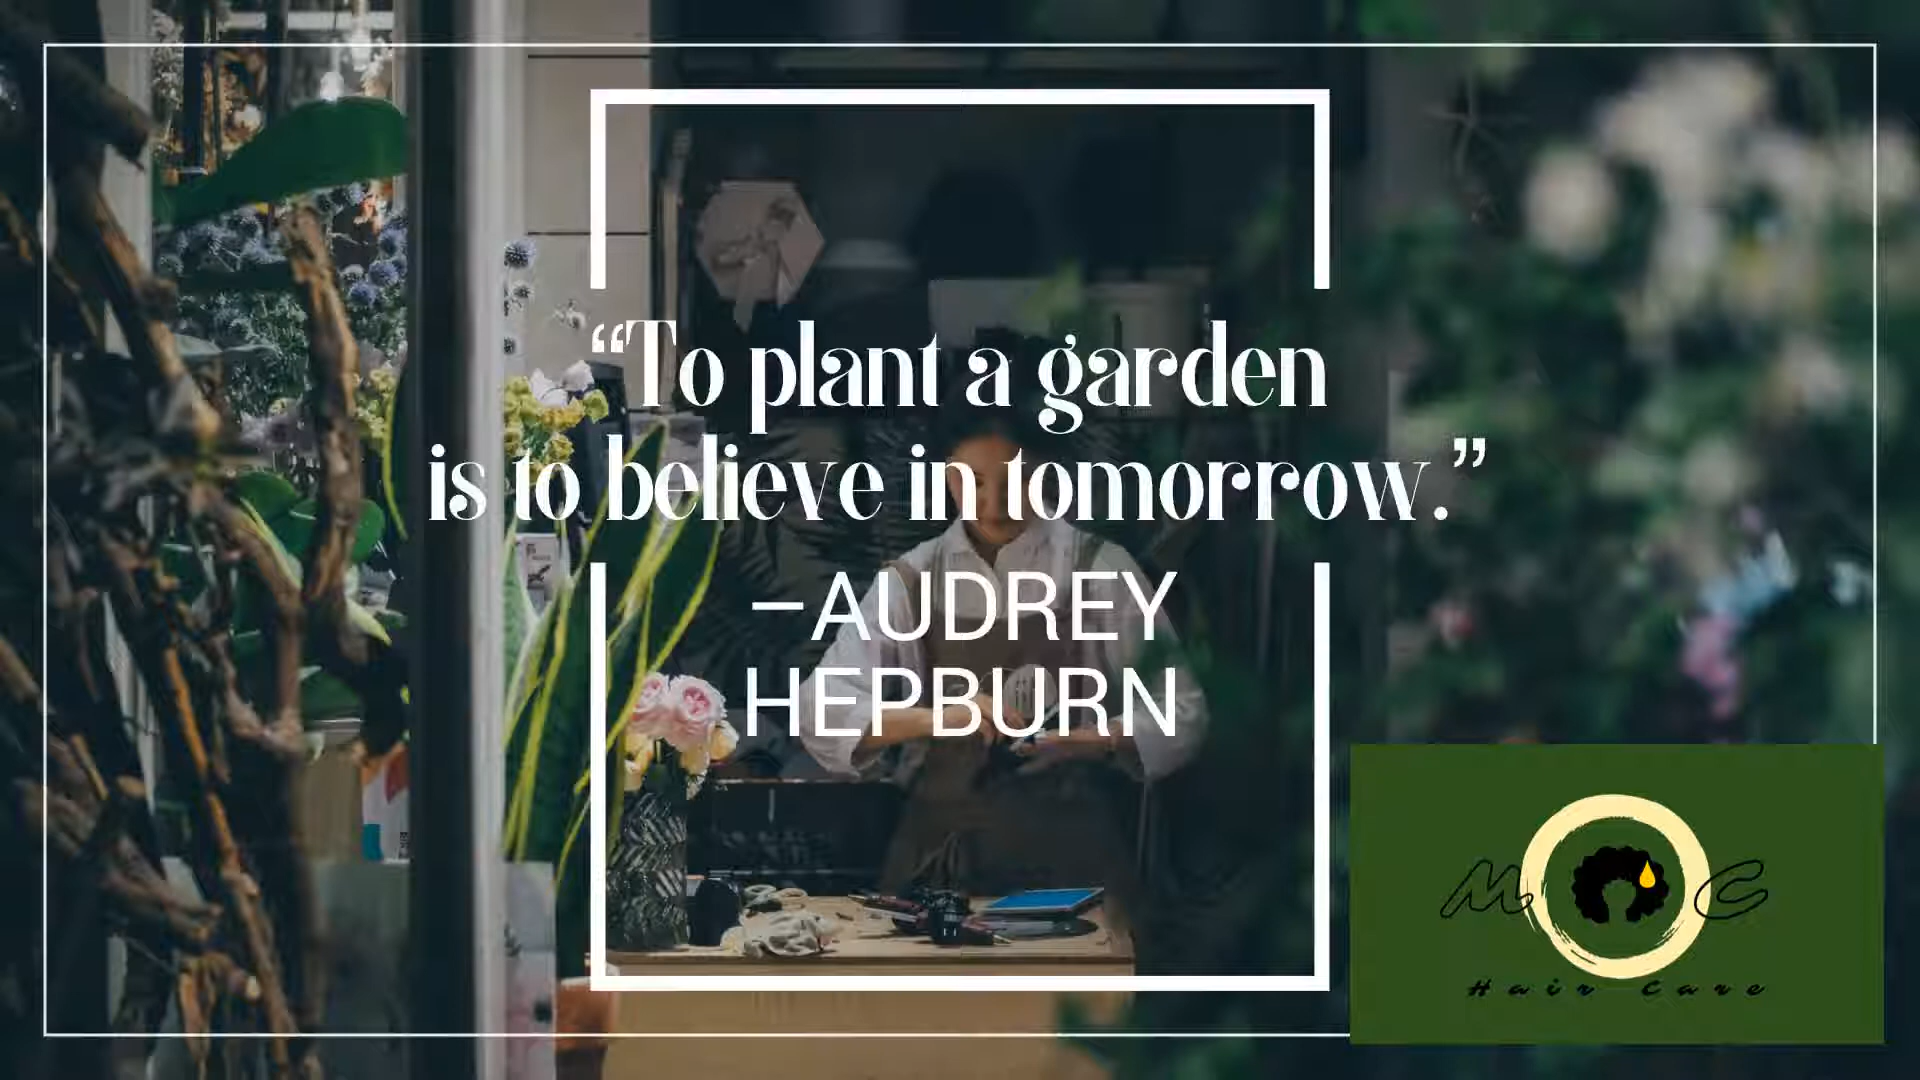 “To plant a garden
is to believe in tomorrow.”
–AUDREY
HEPBURN
M C
Hair Care